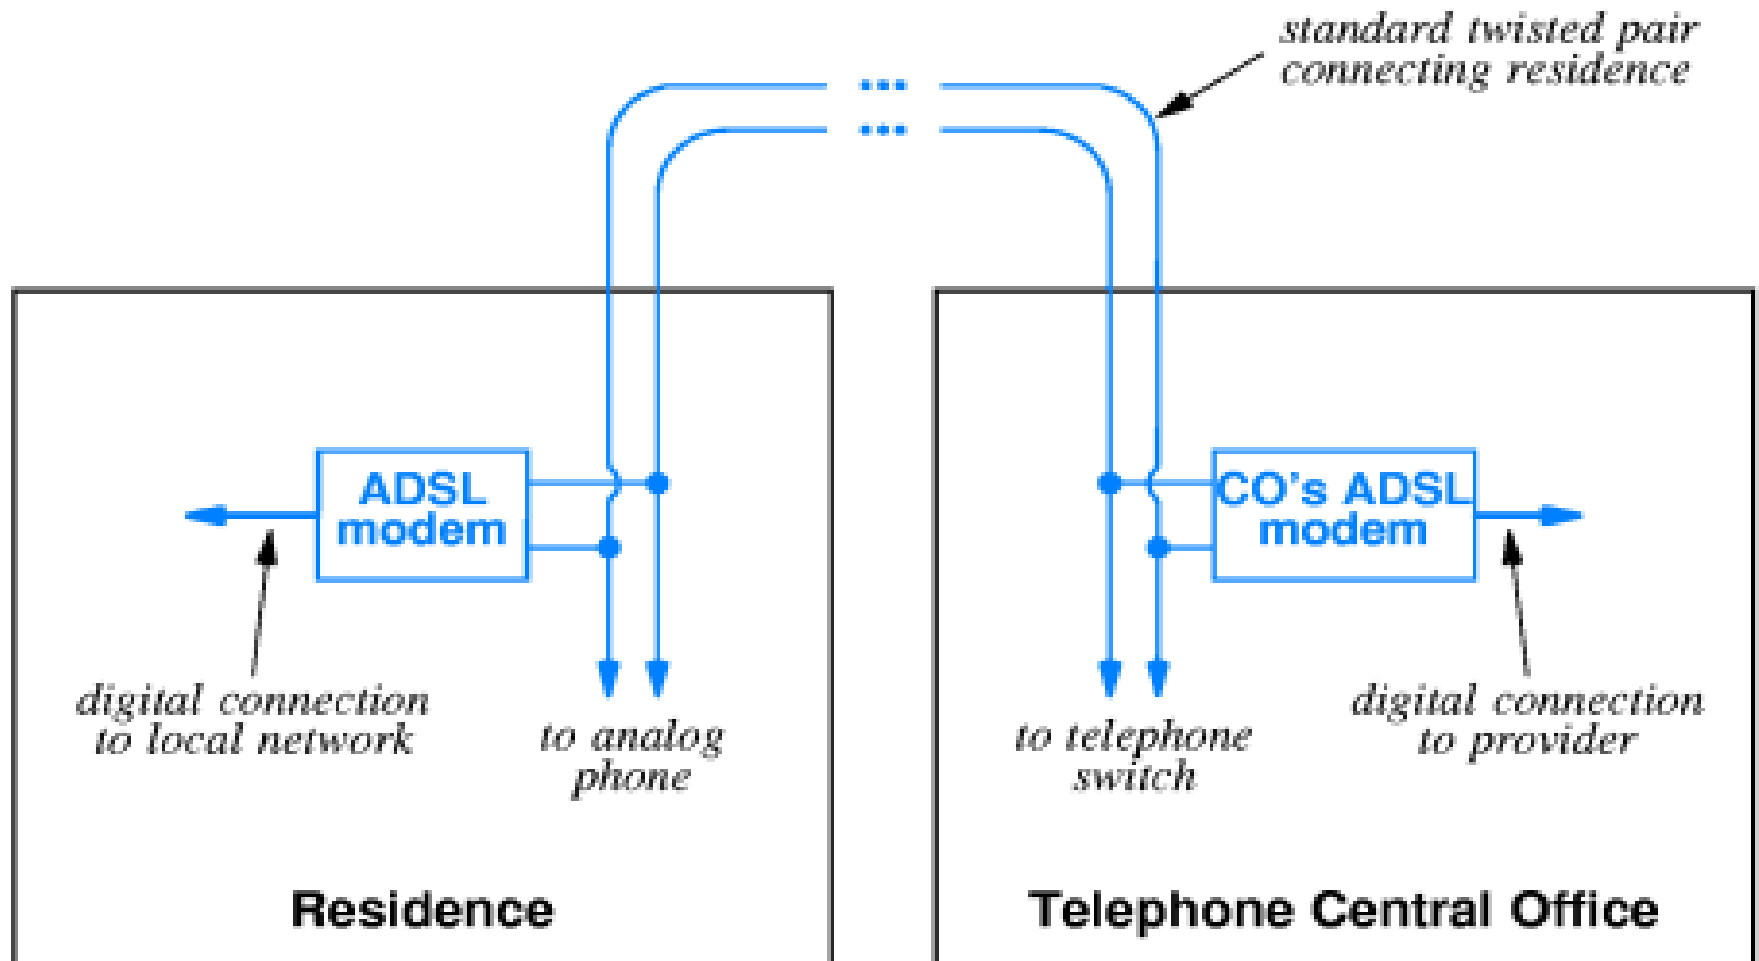 standard twisted pair
connecting residence
ADSL
modem
CO's ADSL
modem
digital connection
to local network
to analog
phone
to telephone
switch
digital connection
to provider
Residence
Telephone Central Office